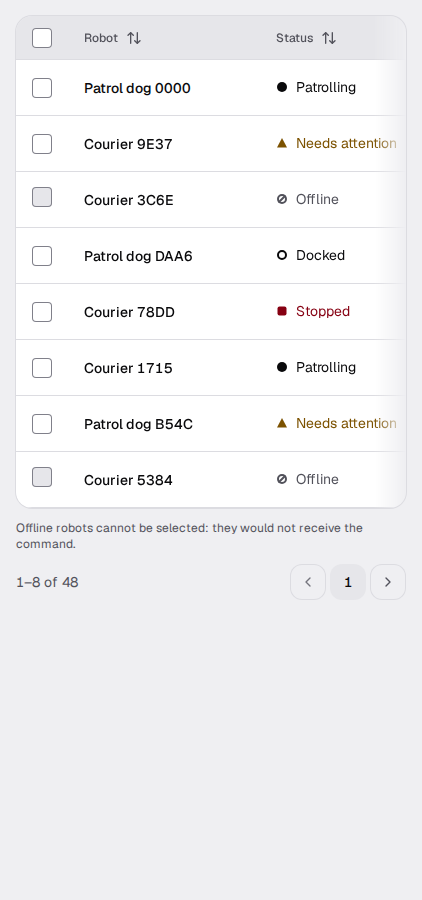 Robot Status
Patrol dog 0000 Patrolling
Courier 9E37 Needs attention
Courier 3C6E Offline
Patrol dog DAA6 Docked
Courier 78DD Stopped
Courier 1715 Patrolling
Patrol dog B54C Needs attention
Courier 5384 Offline
Offline robots cannot be selected: they would not receive the
command.
1–8 of 48 1